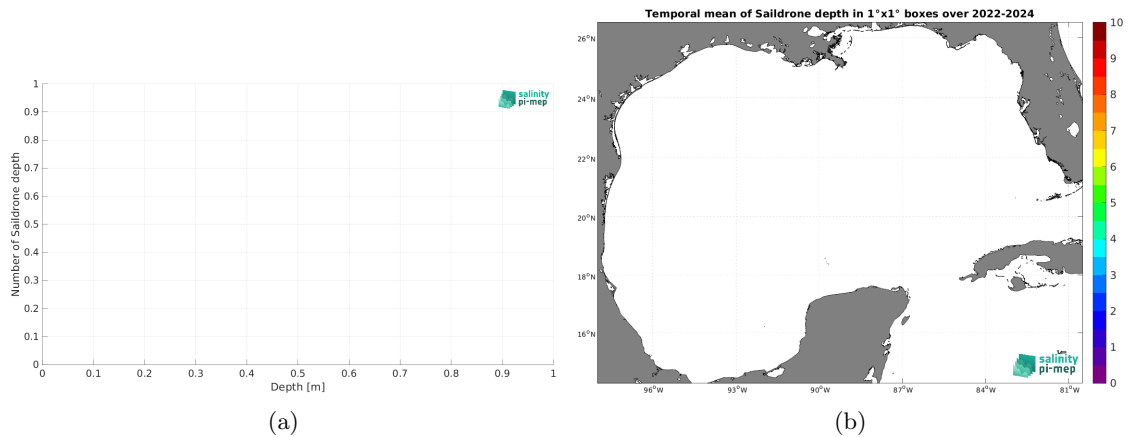 Temporal mean of Saildrone depth in 1°x1° boxes over 2022-2024
1
0.9
0.8
0.7
0.6
0.5
0.4
0.3
0.2
0.1
0
Number of Saildrone depth
0 0.1 0.2 0.3 0.4 0.5 0.6 0.7 0.8 0.9 1
Depth [m]
salinity
pi-mep
(a)
26°N
24°N
22°N
20°N
18°N
16°N
96°W 93°W 90°W 87°W 84°W 81°W
salinity
pi-mep
10
9
8
7
6
5
4
3
2
1
0
(b)